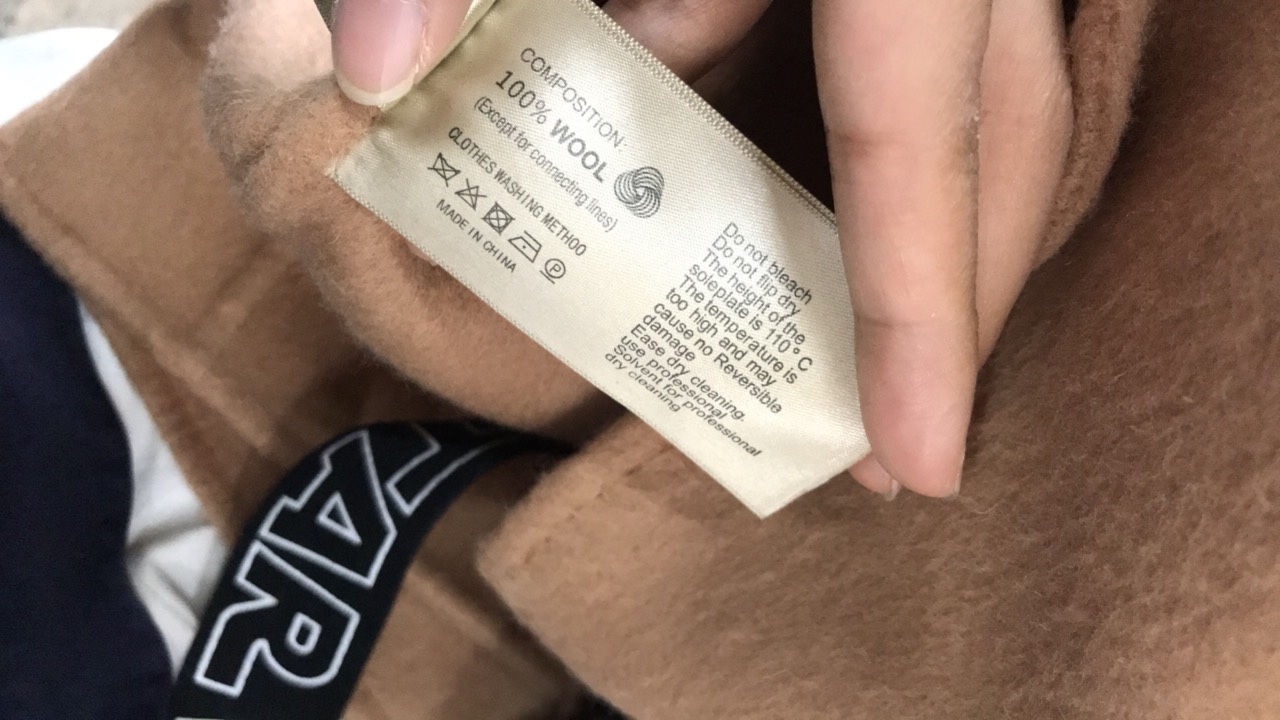 COMPOSITION:
100% WOOL
(Except for connecting lines)
CLOTHES WASHING METHOO
P
MADE IN CHINA
Do not bleach
Do not flip dry
The height of the
soleplate is 110°C
The temperature is
too high and may
cause no Reversible
damage
Ease dry cleaning.
use professional
Solvent for professional
dry cleaning
TAR